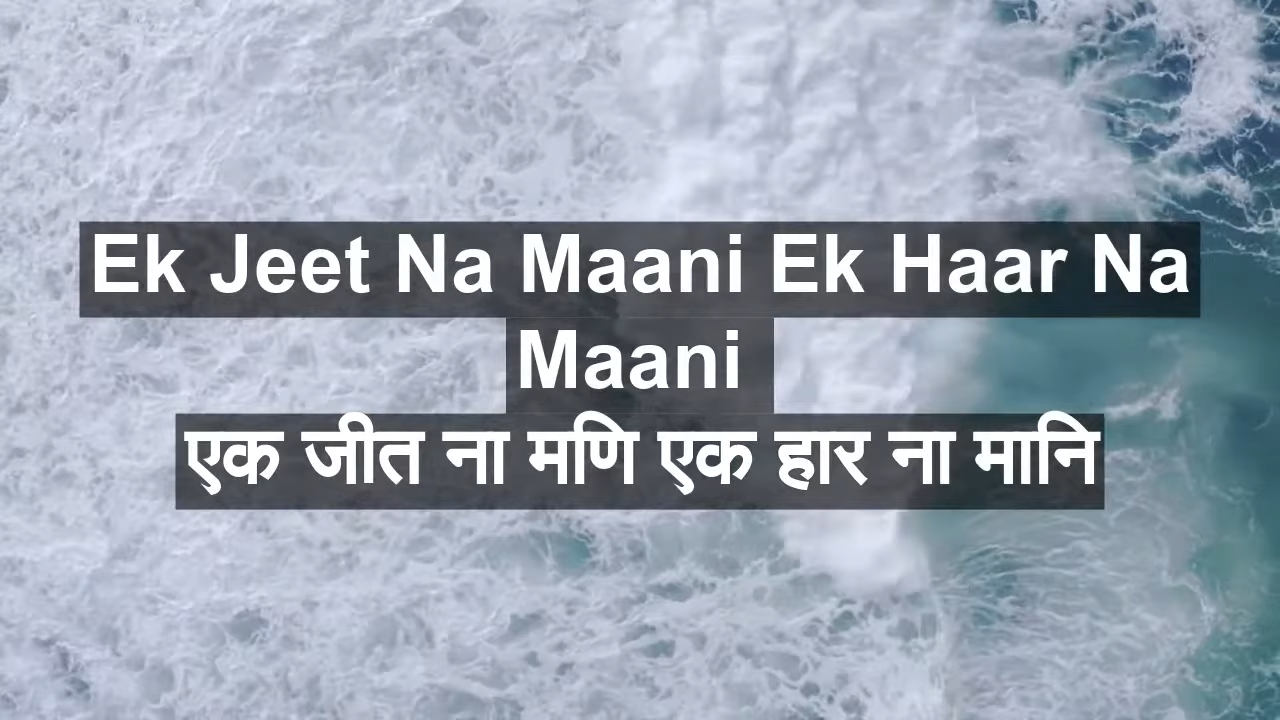 Ek Jeet Na Maani Ek Haar Na
Maani
एक जीत ना मणि एक हार ना मानि